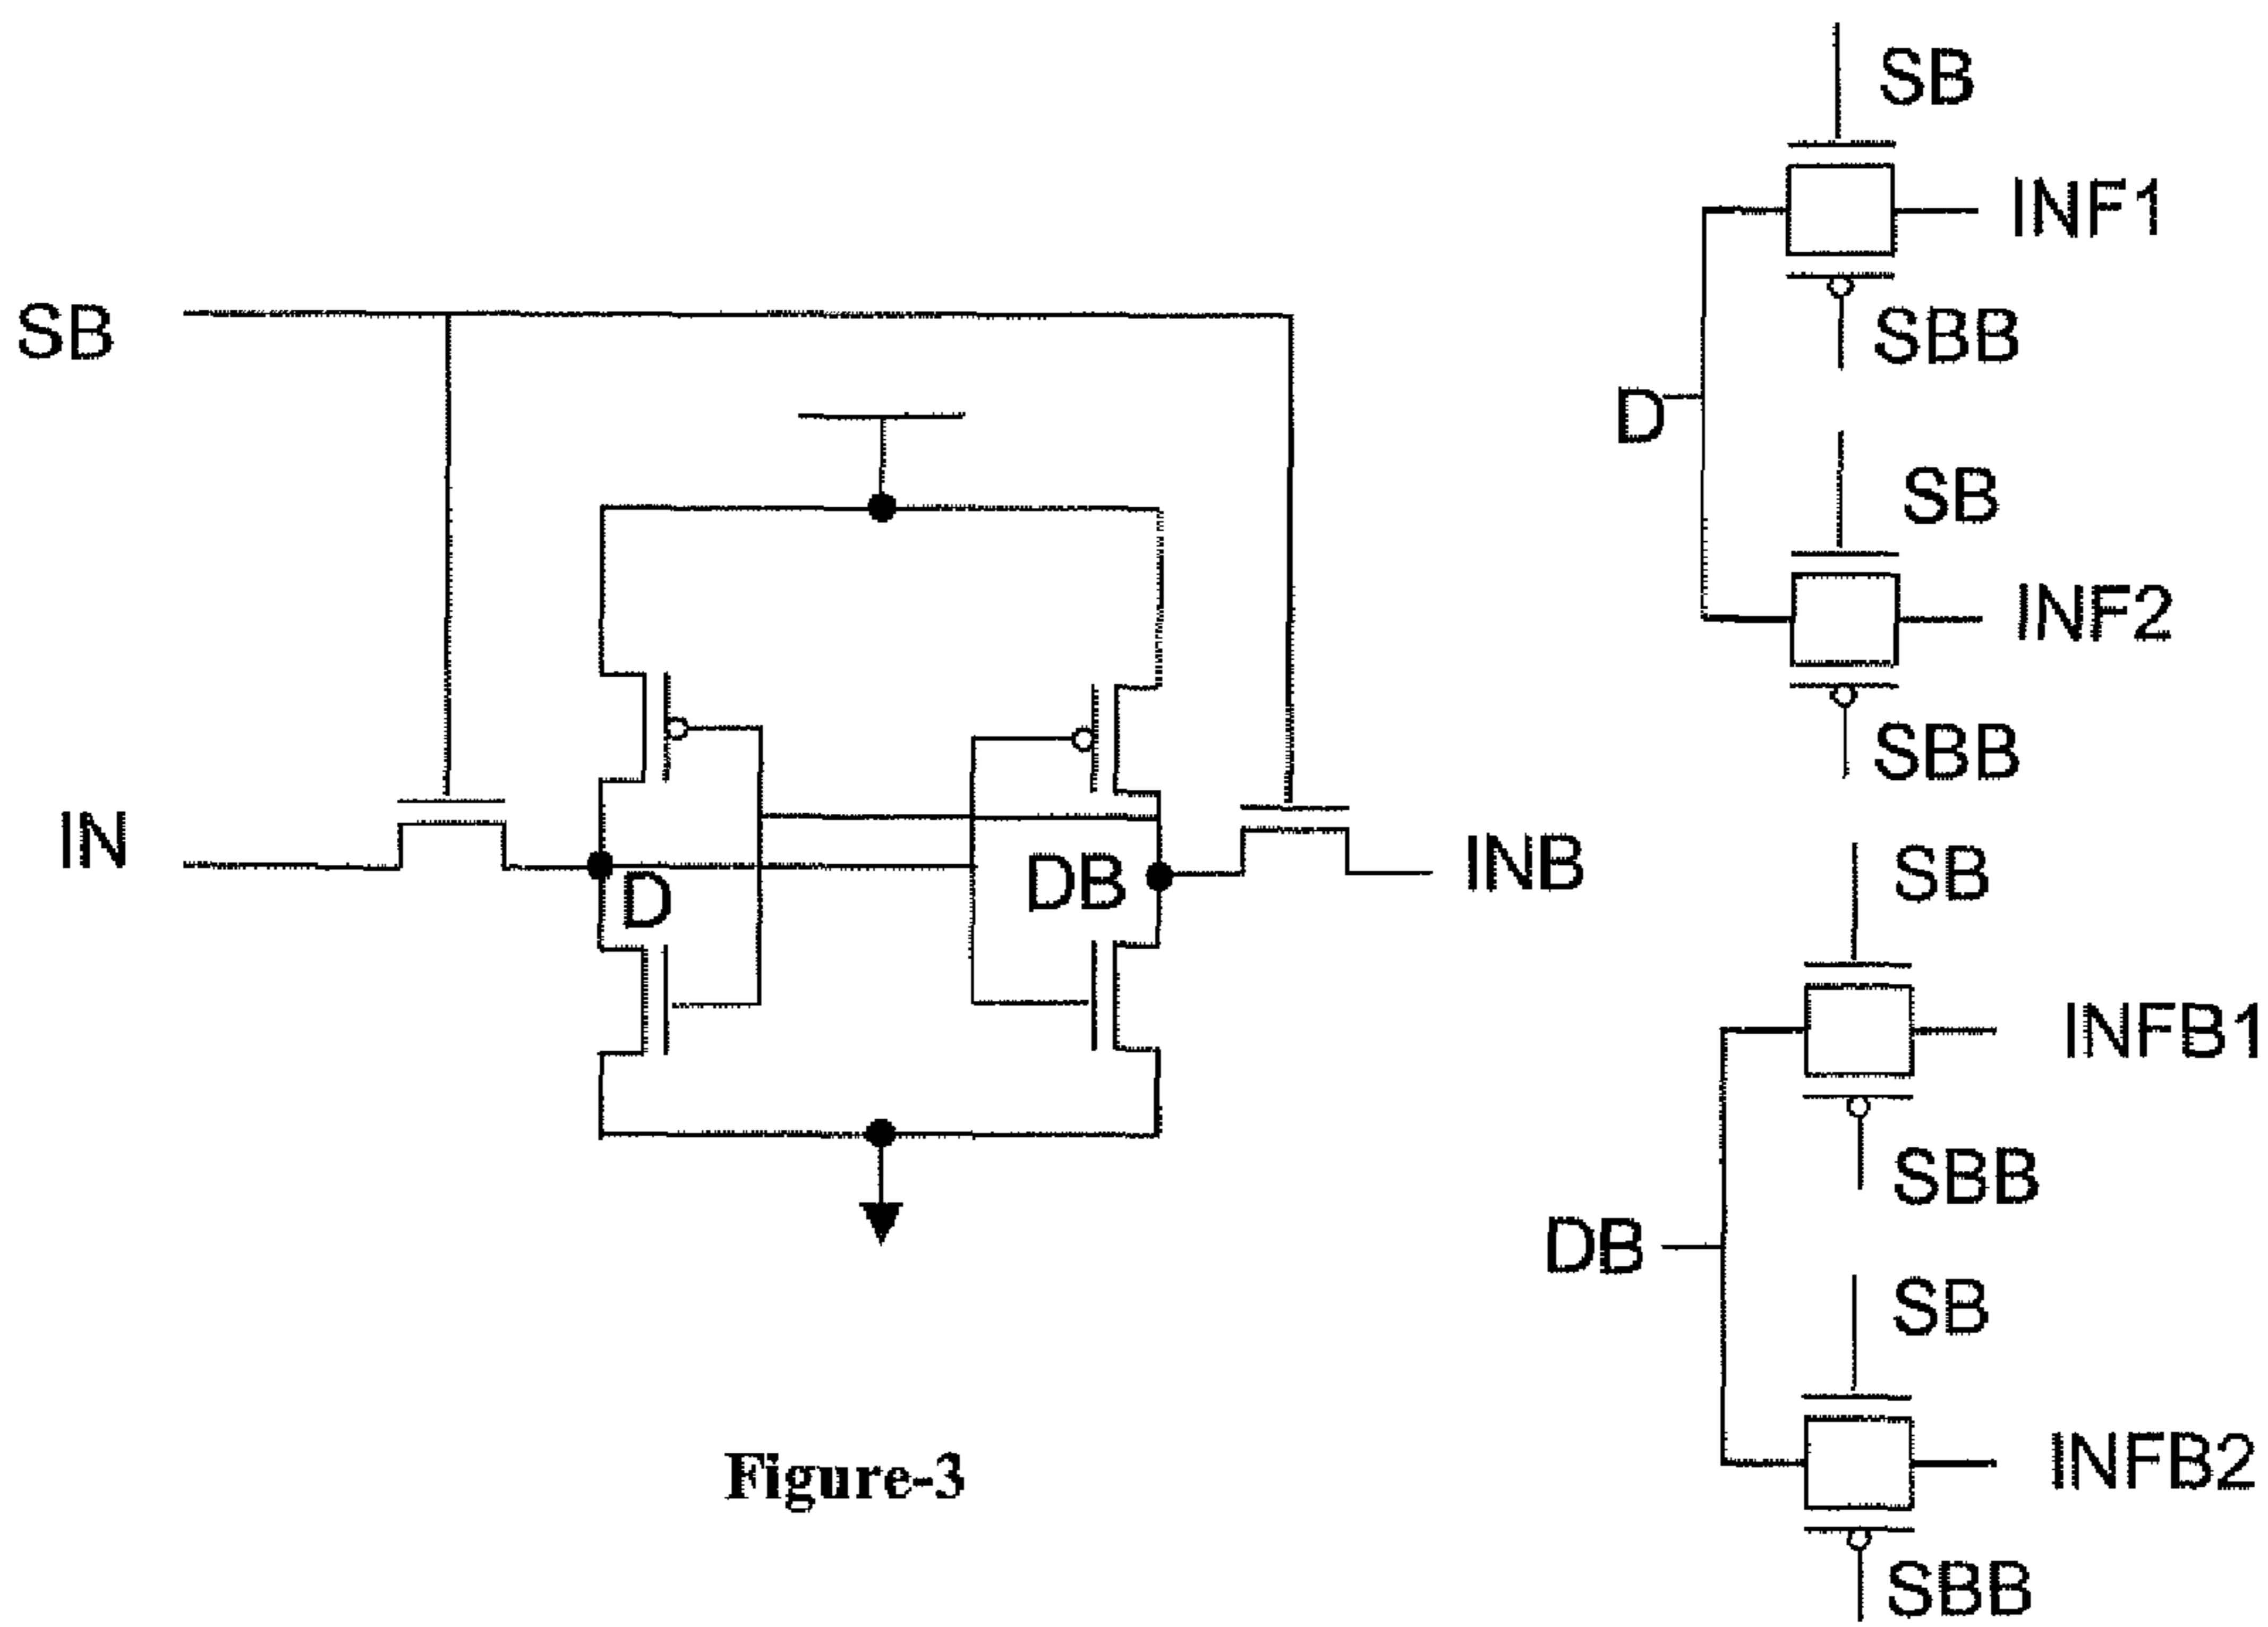 SB
IN
D
DB
INB
Figure-3
SB
INF1
SBB
D
SB
INF2
SBB
SB
INFB1
SBB
DB
SB
INFB2
SBB